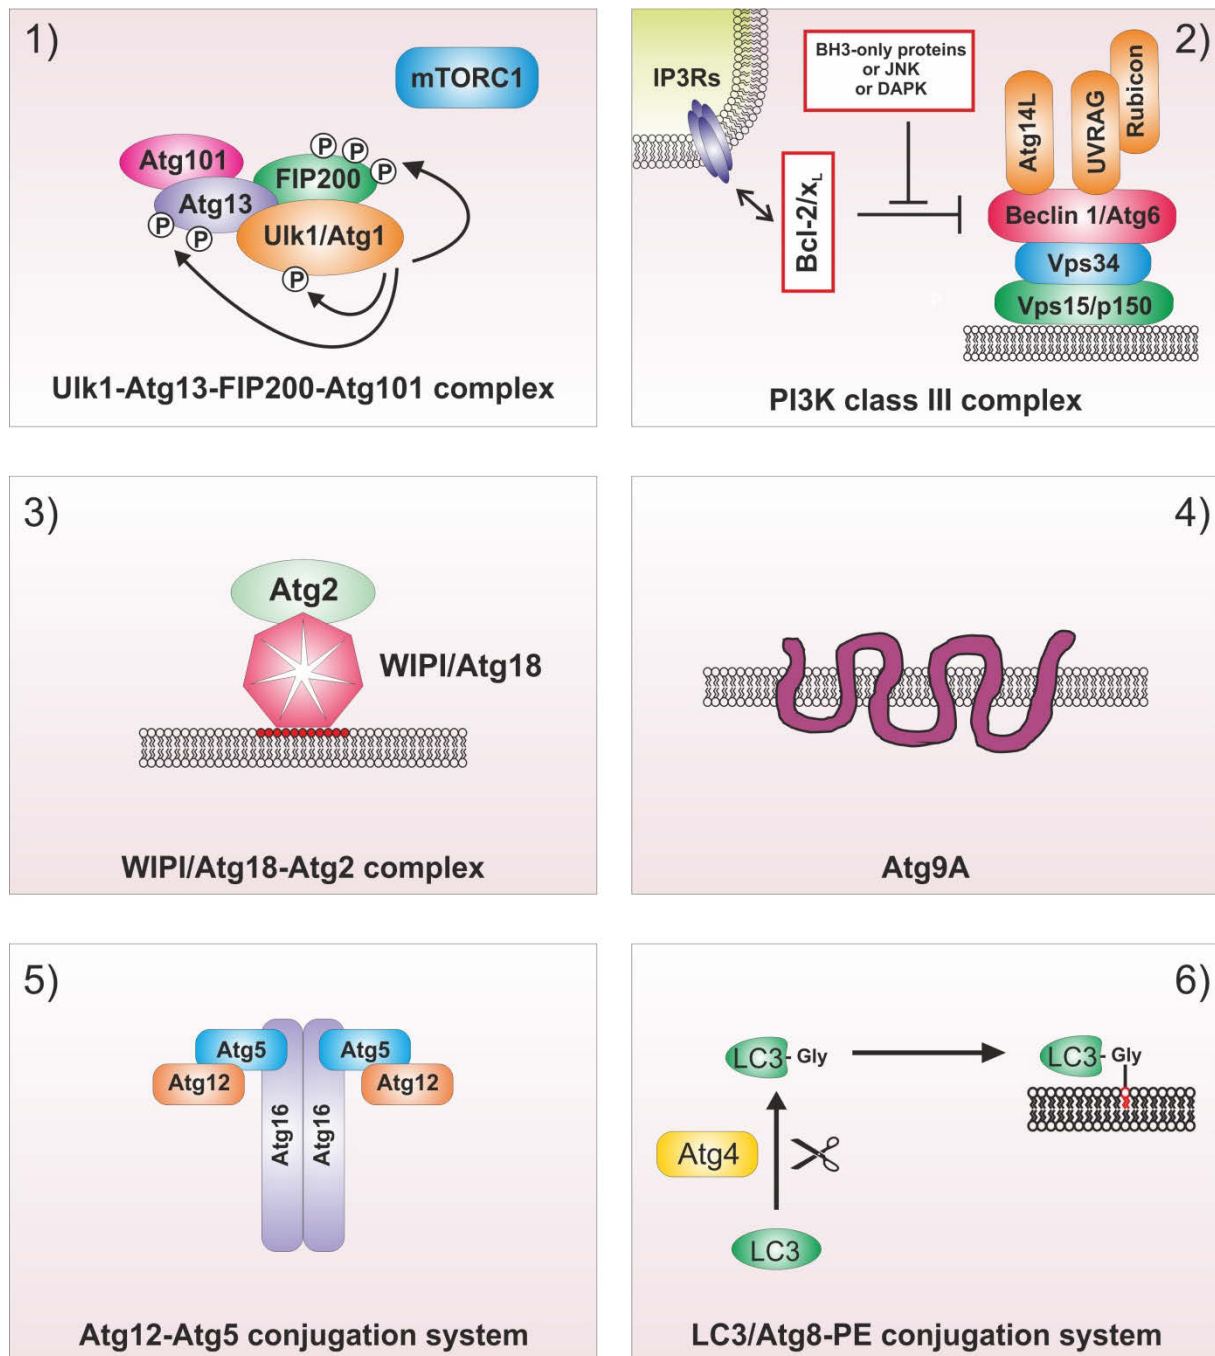 1)
mTORC1
Atg101
FIP200
P
P
P
Atg13
Ulk1/Atg1
P
P
P
Ulk1-Atg13-FIP200-Atg101 complex
2)
IP3Rs
BH3-only proteins
or JNK
or DAPK
Bcl-2/xL
Atg14L
UVRAG
Rubicon
Beclin 1/Atg6
Vps34
Vps15/p150
P
PI3K class III complex
3)
Atg2
WIPI/Atg18
WIPI/Atg18-Atg2 complex
4)
Atg9A
5)
Atg5
Atg5
Atg12
Atg12
Atg16
Atg16
Atg12-Atg5 conjugation system
6)
LC3- Gly
LC3- Gly
Atg4
LC3
LC3/Atg8-PE conjugation system